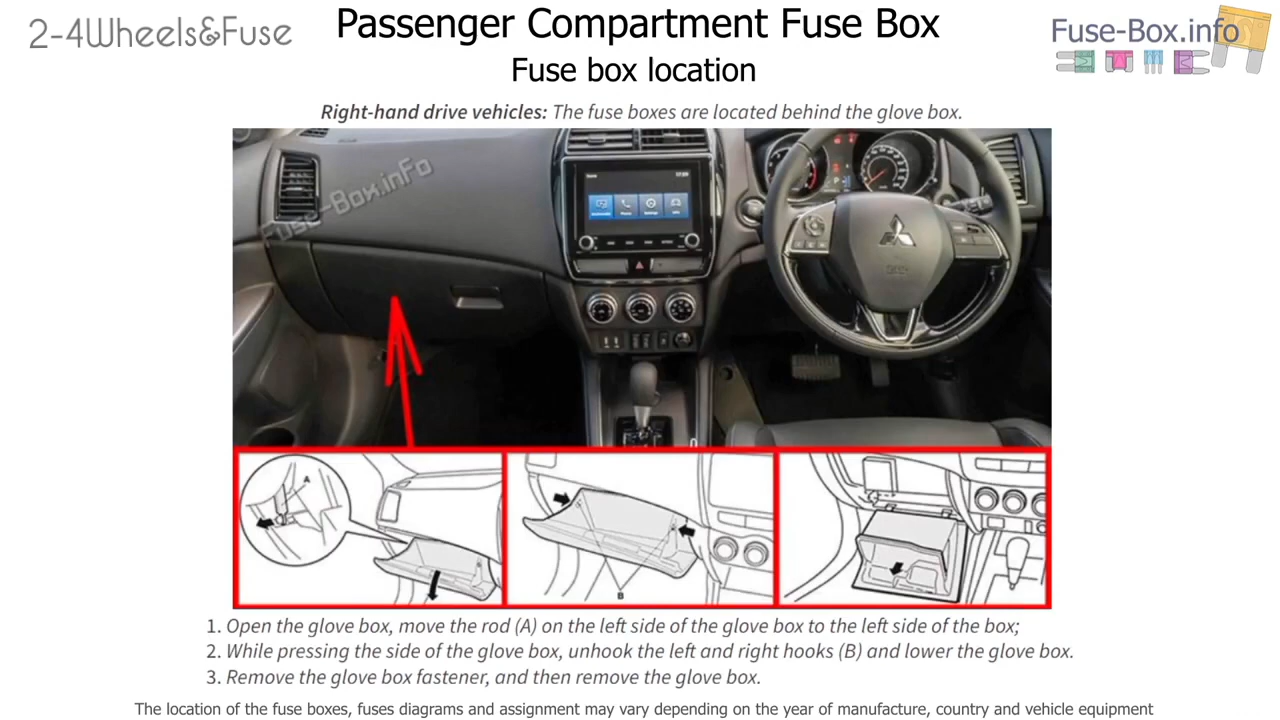 2-4Wheels&Fuse
Passenger Compartment Fuse Box
Fuse-Box.info
Fuse box location
Right-hand drive vehicles: The fuse boxes are located behind the glove box.
Fuse-Box.inFo
A
B
1. Open the glove box, move the rod (A) on the left side of the glove box to the left side of the box;
2. While pressing the side of the glove box, unhook the left and right hooks (B) and lower the glove box.
3. Remove the glove box fastener, and then remove the glove box.
The location of the fuse boxes, fuses diagrams and assignment may vary depending on the year of manufacture, country and vehicle equipment